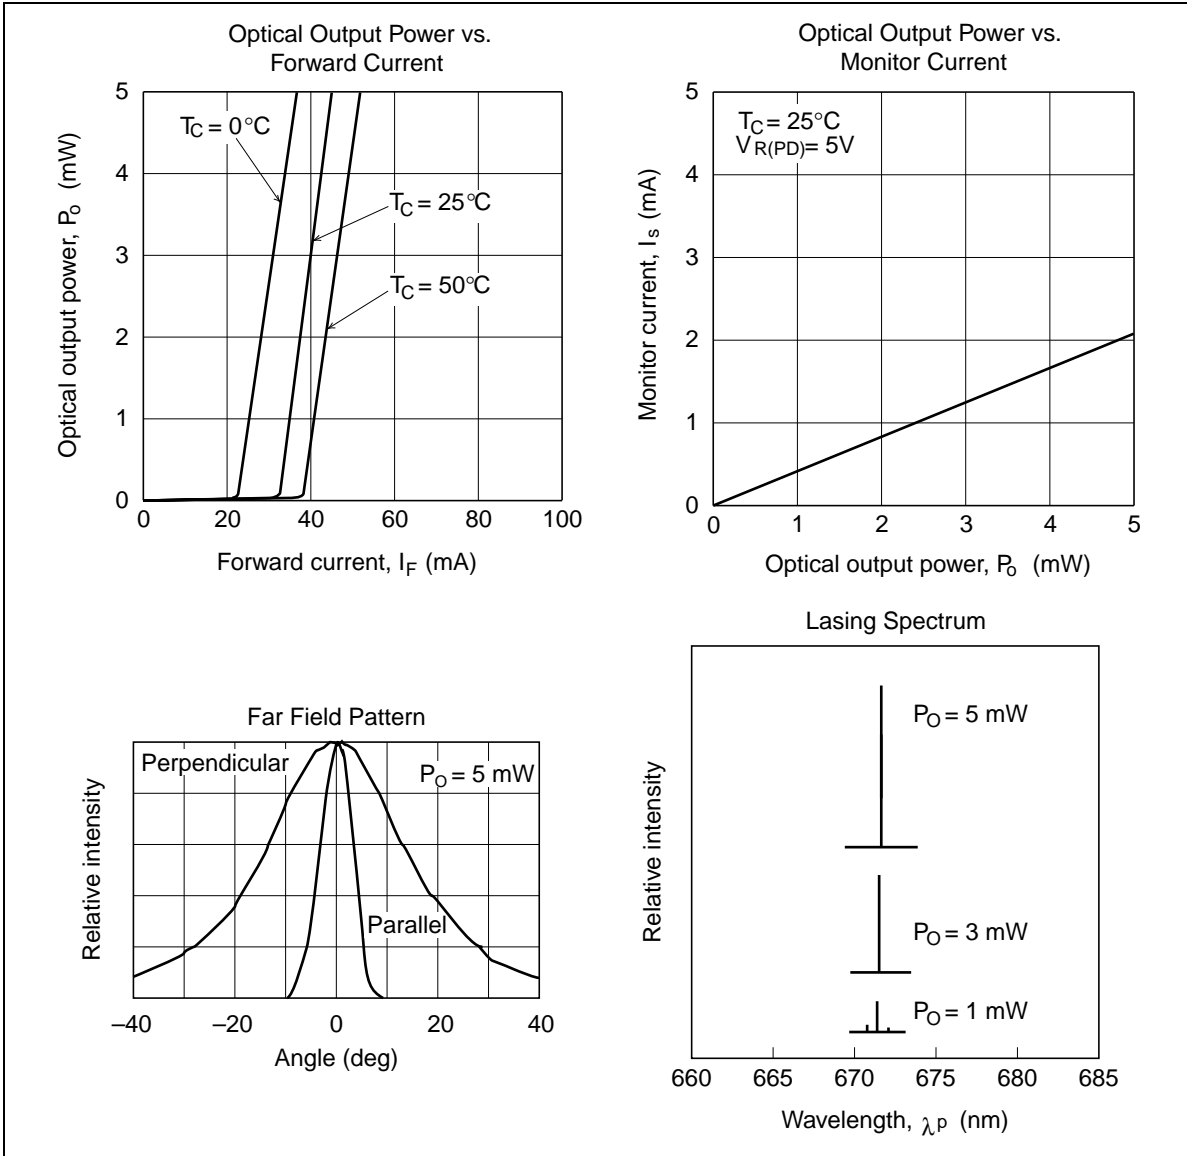 Optical Output Power vs.
Forward Current
5
4
3
2
1
0
Optical output power, Po (mW)
TC = 0°C
TC = 25°C
TC = 50°C
0 20 40 60 80 100
Forward current, IF (mA)
Optical Output Power vs.
Monitor Current
5
4
3
2
1
0
Monitor current, Is (mA)
TC = 25°C
VR(PD)= 5V
0 1 2 3 4 5
Optical output power, Po (mW)
Far Field Pattern
Relative intensity
Perpendicular
PO = 5 mW
Parallel
–40 –20 0 20 40
Angle (deg)
Lasing Spectrum
Relative intensity
PO = 5 mW
PO = 3 mW
PO = 1 mW
660 665 670 675 680 685
Wavelength, λp (nm)